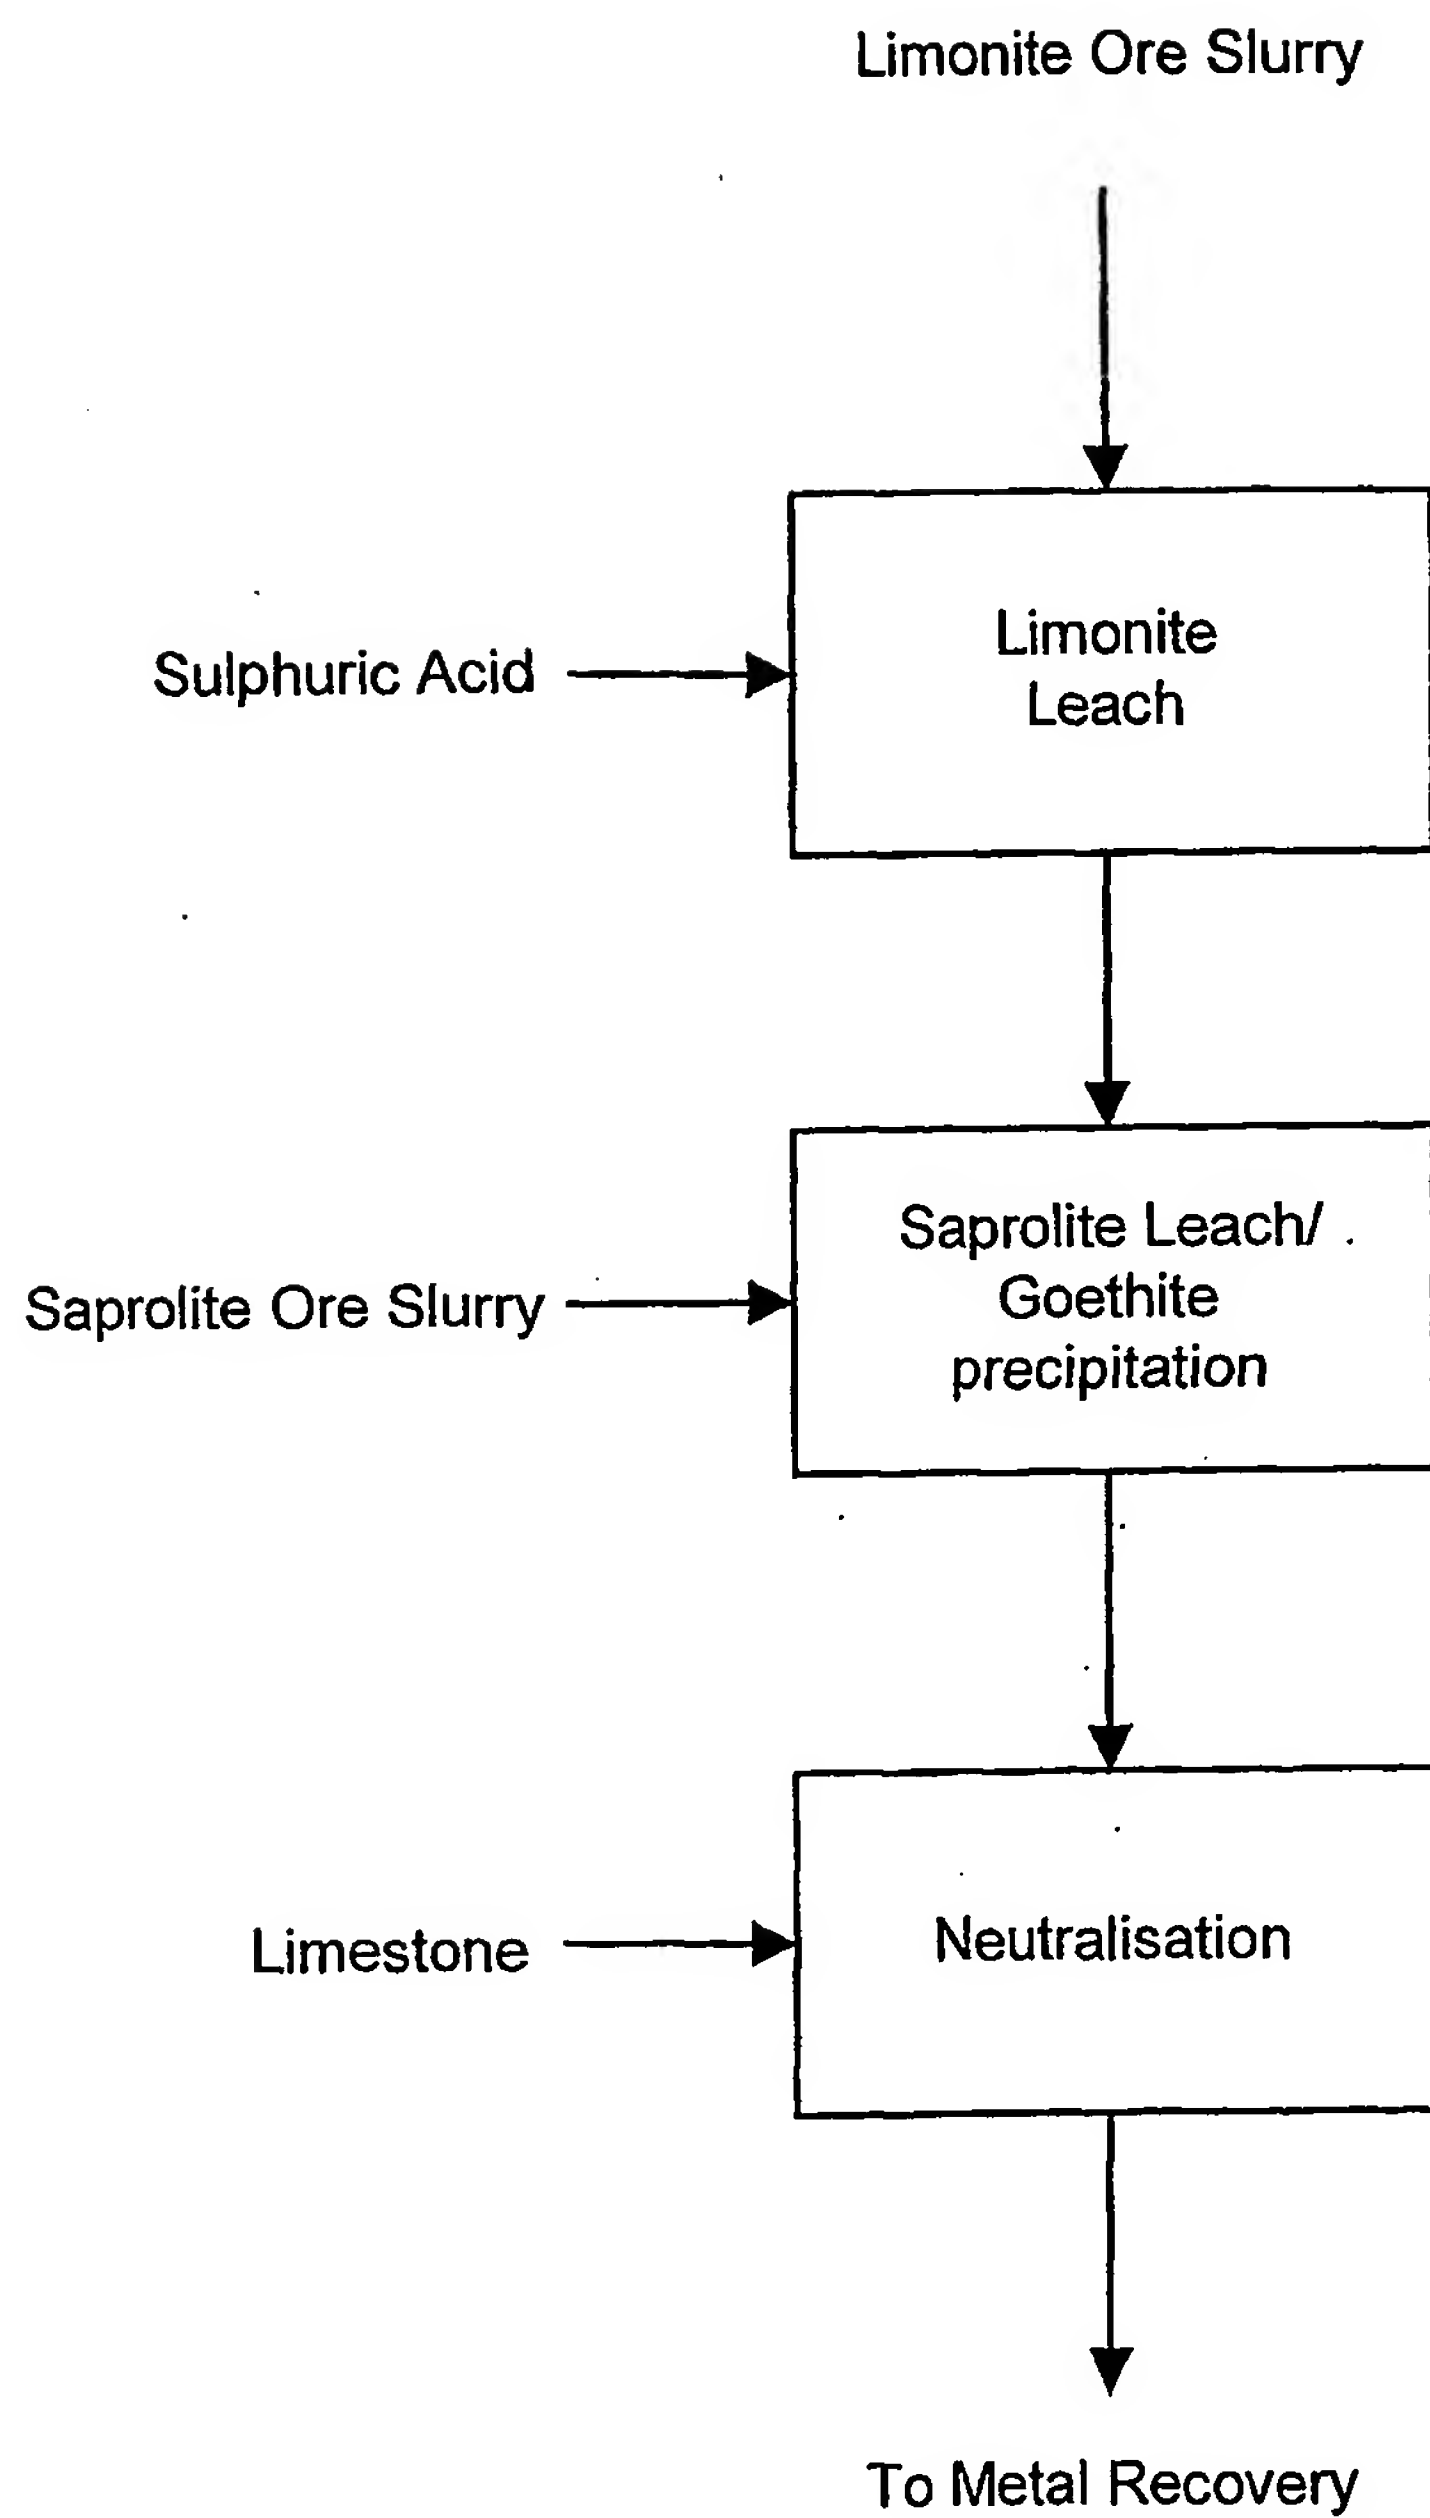 Limonite Ore Slurry
Limonite
Leach
Sulphuric Acid
Saprolite Leach/
Goethite
precipitation
Saprolite Ore Slurry
Neutralisation
Limestone
To Metal Recovery